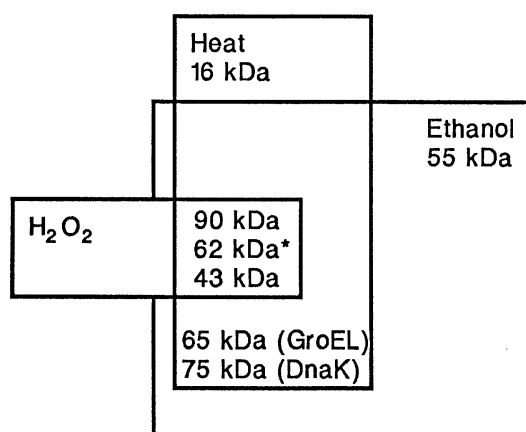 Heat
16 kDa
Ethanol
55 kDa
H₂O₂
90 kDa
62 kDa*
43 kDa
65 kDa (GroEL)
75 kDa (DnaK)